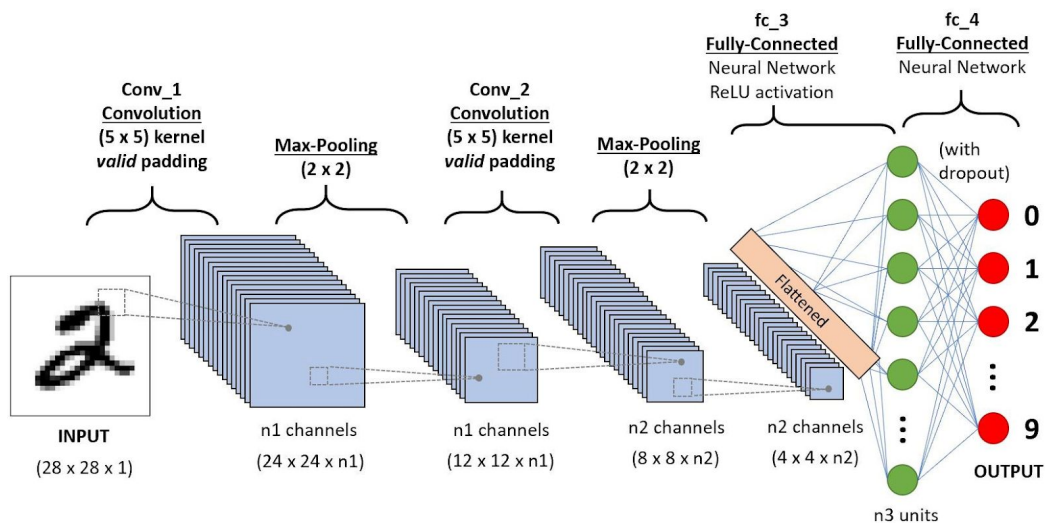 fc_3
Fully-Connected
Neural Network
ReLU activation
fc_4
Fully-Connected
Neural Network
Conv_1
Convolution
(5 x 5) kernel
valid padding
Max-Pooling
(2 x 2)
Conv_2
Convolution
(5 x 5) kernel
valid padding
Max-Pooling
(2 x 2)
(with
dropout)
Flattened
0
1
2
9
INPUT
(28 x 28 x 1)
n1 channels
(24 x 24 x n1)
n1 channels
(12 x 12 x n1)
n2 channels
(8 x 8 x n2)
n2 channels
(4 x 4 x n2)
OUTPUT
n3 units